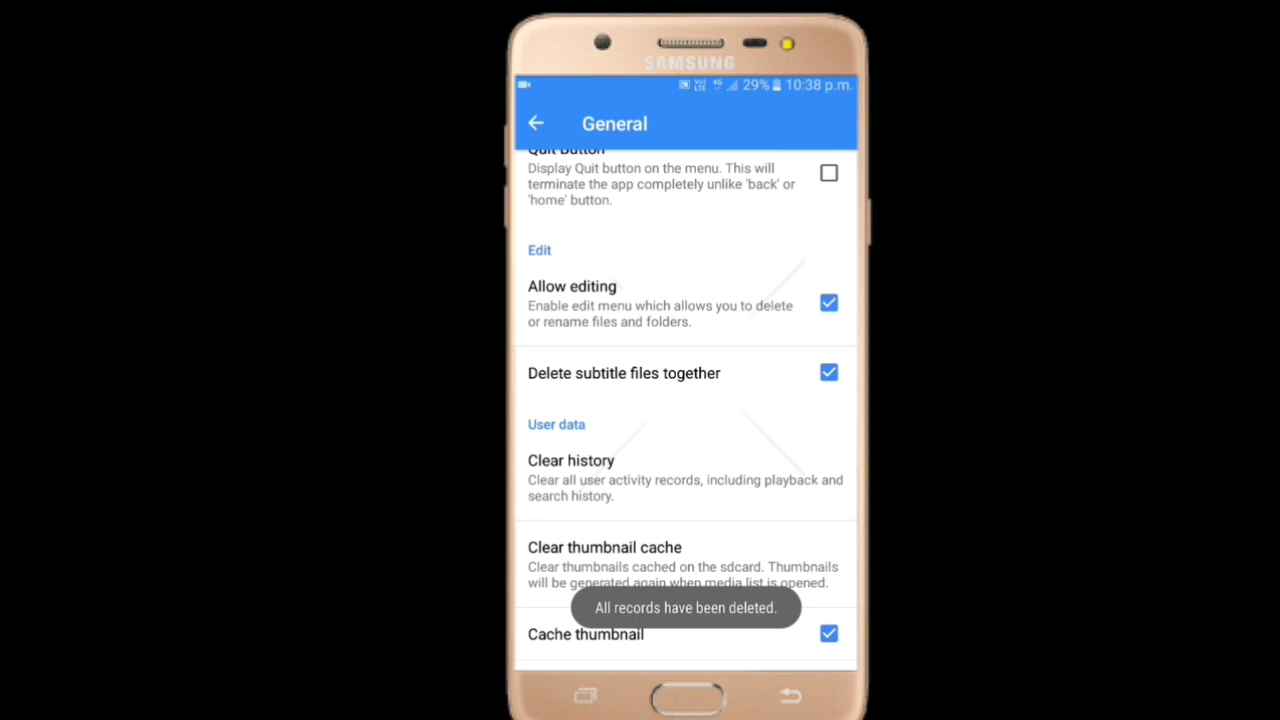 SAMSUNG
VoI) LTE 4G 29% 10:38 p.m.
General
Quit Button
Display Quit button on the menu. This will
terminate the app completely unlike 'back' or
'home' button.
Edit
Allow editing
Enable edit menu which allows you to delete
or rename files and folders.
Delete subtitle files together
User data
Clear history
Clear all user activity records, including playback and
search history.
Clear thumbnail cache
Clear thumbnails cached on the sdcard. Thumbnails
will be generated again when media list is opened.
All records have been deleted.
Cache thumbnail